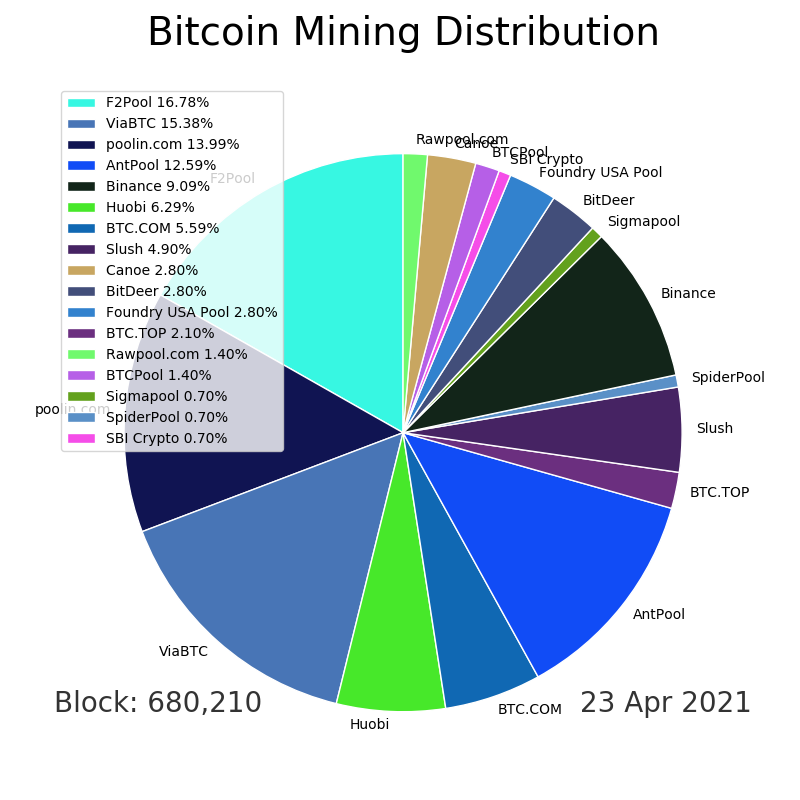 Bitcoin Mining Distribution
F2Pool 16.78%
ViaBTC 15.38%
poolin.com 13.99%
AntPool 12.59%
Binance 9.09%
Huobi 6.29%
BTC.COM 5.59%
Slush 4.90%
Canoe 2.80%
BitDeer 2.80%
Foundry USA Pool 2.80%
BTC.TOP 2.10%
Rawpool.com 1.40%
BTCPool 1.40%
Sigmapool 0.70%
SpiderPool 0.70%
SBI Crypto 0.70%
Rawpool.com
Canoe
BTCPool
SBI Crypto
Foundry USA Pool
F2Pool
BitDeer
Sigmapool
Binance
SpiderPool
poolin.com
Slush
BTC.TOP
AntPool
ViaBTC
BTC.COM
Huobi
Block: 680,210
23 Apr 2021